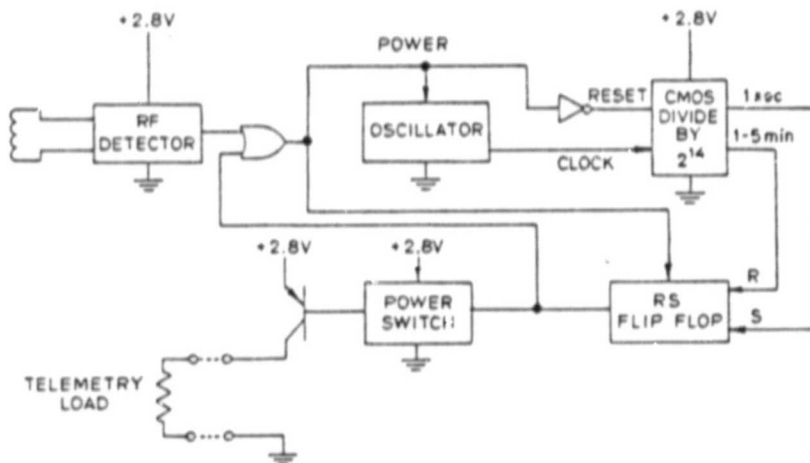 +2.8V
+2.8V
POWER
RF
DETECTOR
OSCILLATOR
RESET
CMOS
DIVIDE
BY
2^14
1 sec
1-5 min
CLOCK
+2.8V
+2.8V
POWER
SWITCH
RS
FLIP FLOP
R
S
TELEMETRY
LOAD